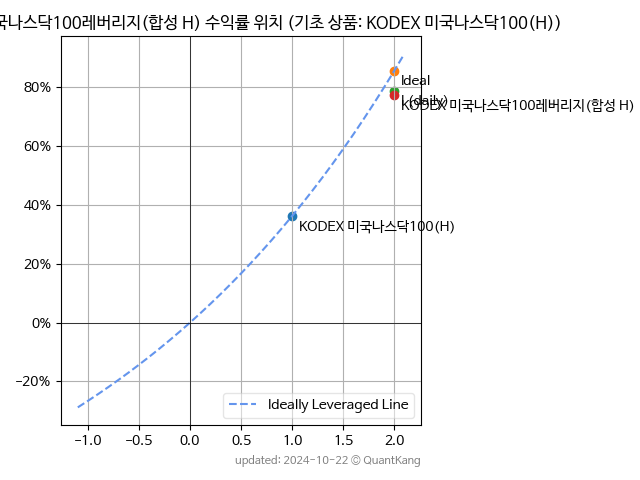 국나스닥100레버리지(합성 H) 수익률 위치 (기초 상품: KODEX 미국나스닥100(H))
80%
60%
40%
20%
0%
−20%
Ideal
(daily)
KODEX 미국나스닥100레버리지(합성 H)
KODEX 미국나스닥100(H)
Ideally Leveraged Line
−1.0
−0.5
0.0
0.5
1.0
1.5
2.0
updated: 2024-10-22 © QuantKang